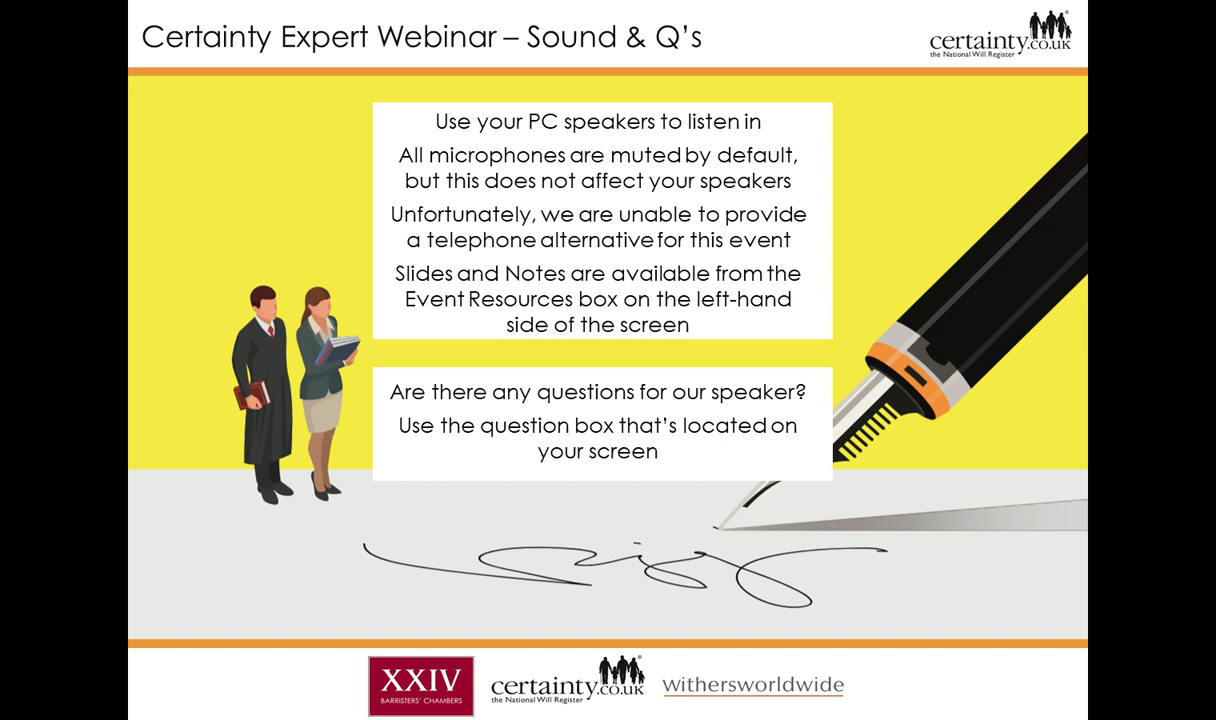 Certainty Expert Webinar – Sound & Q's
certainty.co.uk®
the National Will Register
Use your PC speakers to listen in
All microphones are muted by default,
but this does not affect your speakers
Unfortunately, we are unable to provide
a telephone alternative for this event
Slides and Notes are available from the
Event Resources box on the left-hand
side of the screen
Are there any questions for our speaker?
Use the question box that's located on
your screen
XXIV
BARRISTERS' CHAMBERS
certainty.co.uk®
the National Will Register
withersworldwide